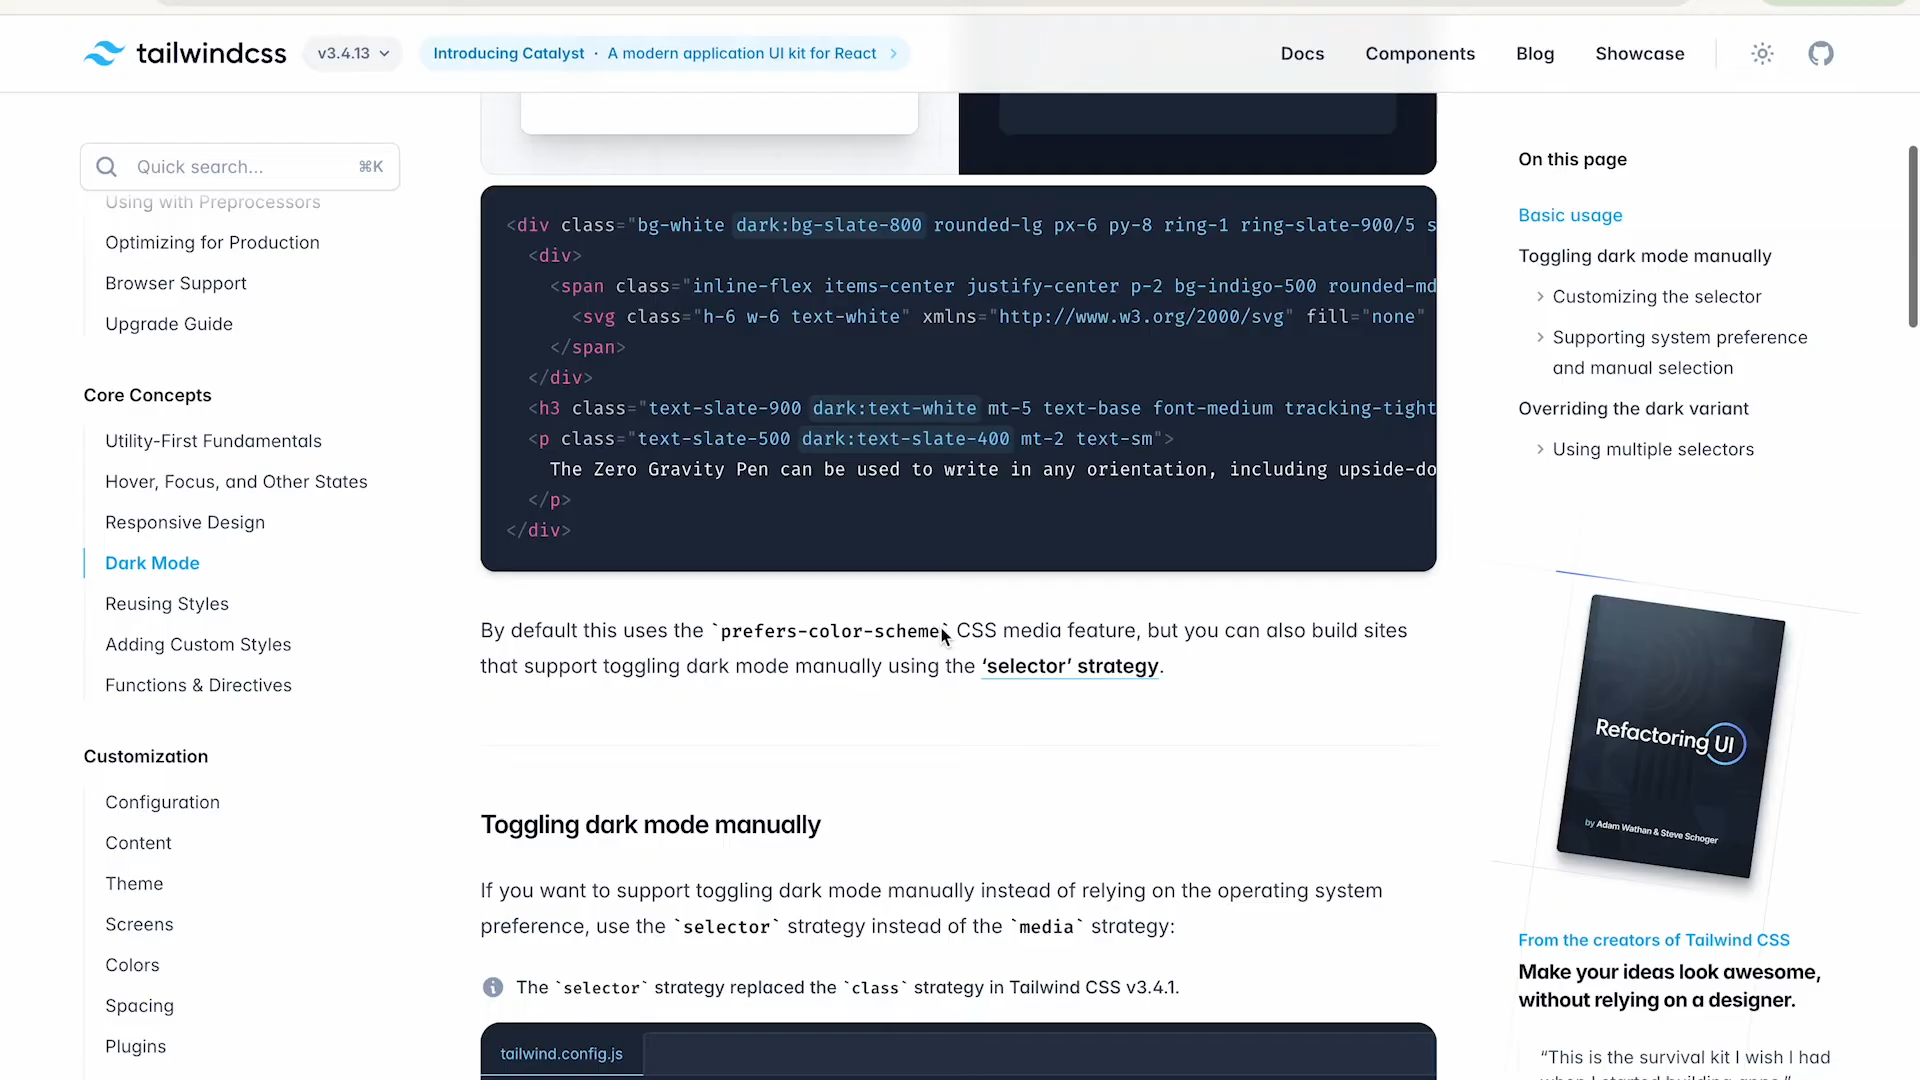 tailwindcss
v3.4.13
Introducing Catalyst · A modern application UI kit for React
Docs
Components
Blog
Showcase
Quick search...
⌘K
Using with Preprocessors
Optimizing for Production
Browser Support
Upgrade Guide
Core Concepts
Utility-First Fundamentals
Hover, Focus, and Other States
Responsive Design
Dark Mode
Reusing Styles
Adding Custom Styles
Functions & Directives
Customization
Configuration
Content
Theme
Screens
Colors
Spacing
Plugins
<div class="bg-white dark:bg-slate-800 rounded-lg px-6 py-8 ring-1 ring-slate-900/5 s
<div>
<span class="inline-flex items-center justify-center p-2 bg-indigo-500 rounded-md
<svg class="h-6 w-6 text-white" xmlns="http://www.w3.org/2000/svg" fill="none"
</span>
</div>
<h3 class="text-slate-900 dark:text-white mt-5 text-base font-medium tracking-tight
<p class="text-slate-500 dark:text-slate-400 mt-2 text-sm">
The Zero Gravity Pen can be used to write in any orientation, including upside-do
</p>
</div>
By default this uses the `prefers-color-scheme` CSS media feature, but you can also build sites
that support toggling dark mode manually using the ‘selector’ strategy.
Toggling dark mode manually
If you want to support toggling dark mode manually instead of relying on the operating system
preference, use the `selector` strategy instead of the `media` strategy:
The `selector` strategy replaced the `class` strategy in Tailwind CSS v3.4.1.
tailwind.config.js
On this page
Basic usage
Toggling dark mode manually
Customizing the selector
Supporting system preference
and manual selection
Overriding the dark variant
Using multiple selectors
Refactoring UI
by Adam Wathan & Steve Schoger
From the creators of Tailwind CSS
Make your ideas look awesome,
without relying on a designer.
“This is the survival kit I wish I had